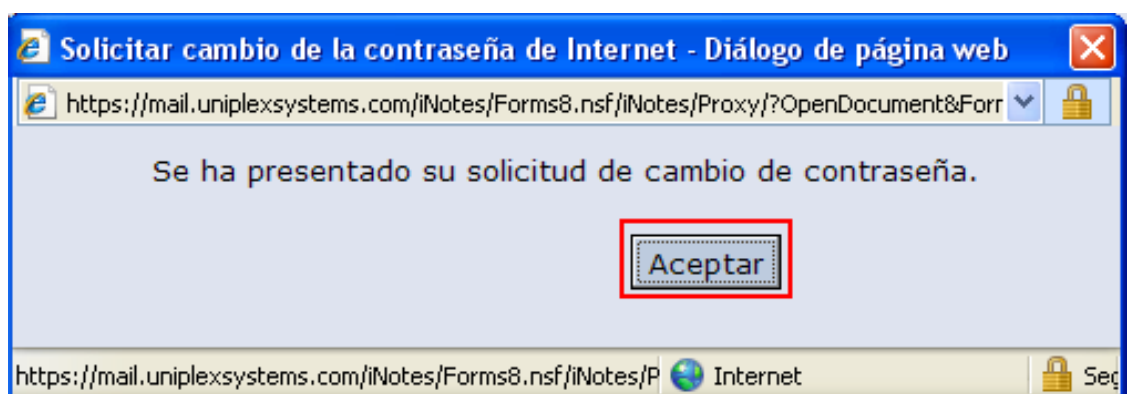 Solicitar cambio de la contraseña de Internet - Diálogo de página web
https://mail.uniplexsystems.com/iNotes/Forms8.nsf/iNotes/Proxy/?OpenDocument&Forr
Se ha presentado su solicitud de cambio de contraseña.
Aceptar
https://mail.uniplexsystems.com/iNotes/Forms8.nsf/iNotes/P Internet